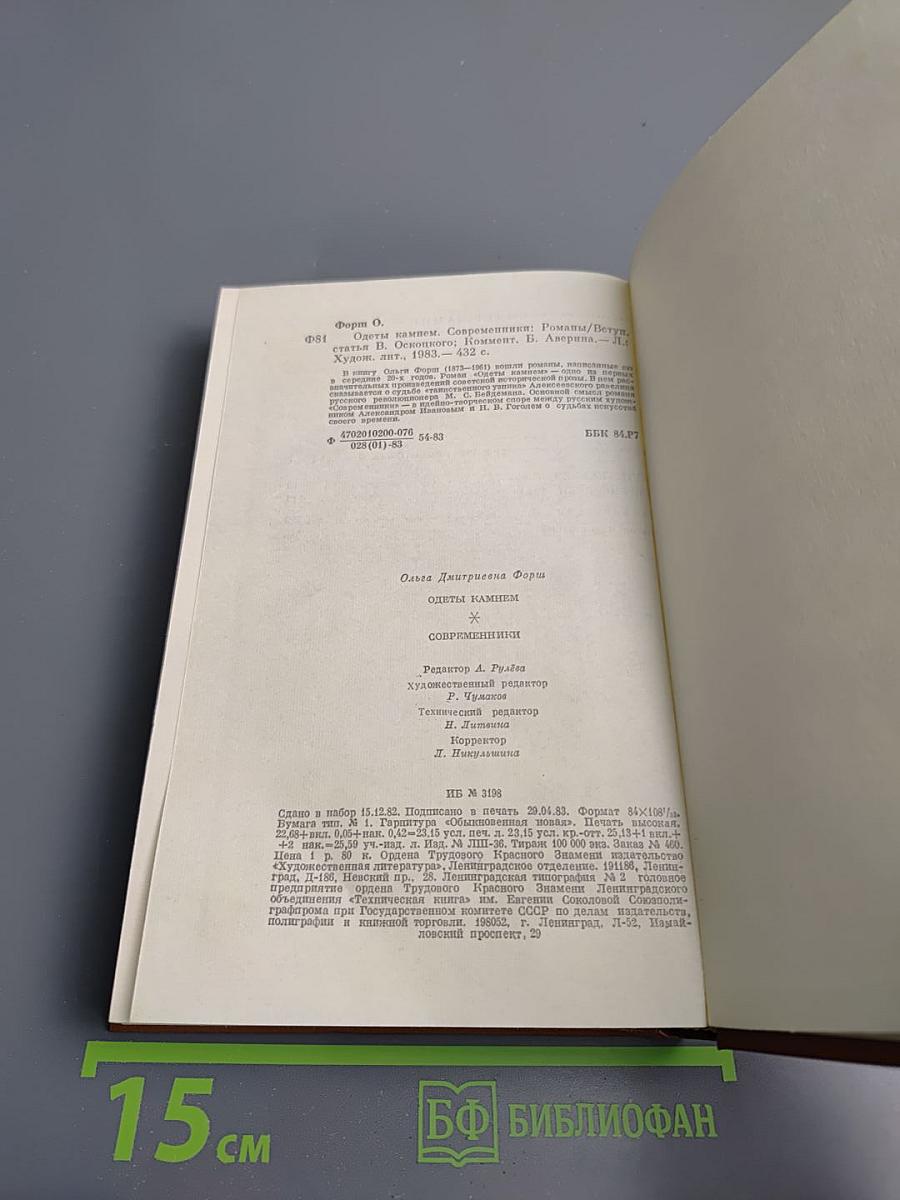 Форш О.
Ф81 Одеты камнем. Современники: Романы/Вступ.
статья В. Оскоцкого; Коммент. Б. Аверина.— Л.:
Худож. лит., 1983.— 432 с.
В книгу Ольги Форш (1873—1961) вошли романы, написанные ею
в середине 20-х годов. Роман «Одеты камнем» — одно из первых
значительных произведений советской исторической прозы. В нем рас-
сказывается о судьбе «таинственного узника» Алексеевского равелина
русского революционера М. С. Бейдемана. Основной смысл романа
«Современники» — в идейно-творческом споре между русским худож-
ником Александром Ивановым и Н. В. Гоголем о судьбах искусства
своего времени.
Ф 4702010200-076
028(01)-83 54-83 ББК 84.Р7
Ольга Дмитриевна Форш
ОДЕТЫ КАМНЕМ
СОВРЕМЕННИКИ
Редактор А. Рулёва
Художественный редактор
Р. Чумаков
Технический редактор
Н. Литвина
Корректор
Л. Никульшина
ИБ № 3198
Сдано в набор 15.12.82. Подписано в печать 29.04.83. Формат 84×108¹/₃₂.
Бумага тип. № 1. Гарнитура «Обыкновенная новая». Печать высокая.
22,68+вкл. 0,05+нак. 0,42=23,15 усл. печ. л. 23,15 усл. кр.-отт. 25,13+1 вкл.+
+2 нак.=25,59 уч.-изд. л. Изд. № ЛIII-36. Тираж 100 000 экз. Заказ № 460.
Цена 1 р. 80 к. Ордена Трудового Красного Знамени издательство
«Художественная литература», Ленинградское отделение. 191186, Ленин-
град, Д-186, Невский пр., 28. Ленинградская типография № 2 головное
предприятие ордена Трудового Красного Знамени Ленинградского
объединения «Техническая книга» им. Евгении Соколовой Союзполи-
графпрома при Государственном комитете СССР по делам издательств,
полиграфии и книжной торговли. 198052, г. Ленинград, Л-52, Измай-
ловский проспект, 29
15 см
БФ БИБЛИОФАН